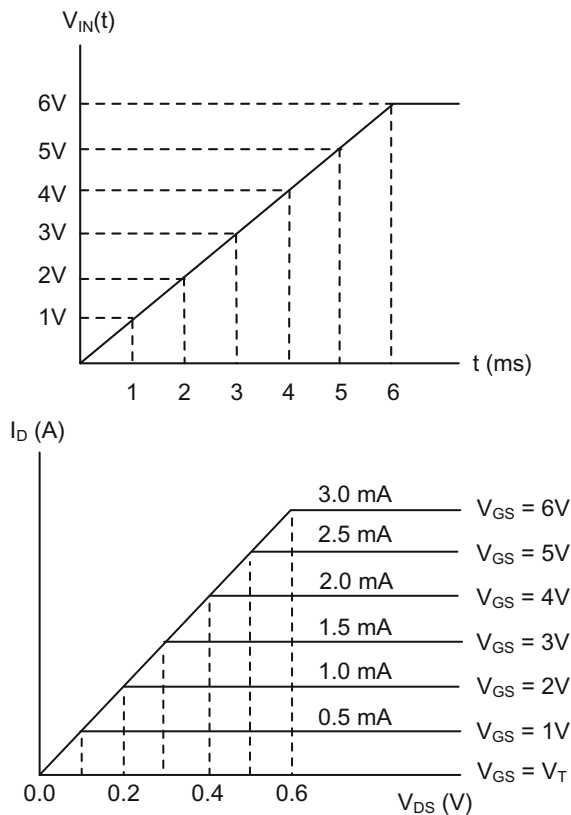 V_IN(t)
6V
5V
4V
3V
2V
1V
t (ms)
1 2 3 4 5 6
I_D (A)
3.0 mA V_GS = 6V
2.5 mA V_GS = 5V
2.0 mA V_GS = 4V
1.5 mA V_GS = 3V
1.0 mA V_GS = 2V
0.5 mA V_GS = 1V
V_GS = V_T
0.0 0.2 0.4 0.6
V_DS (V)